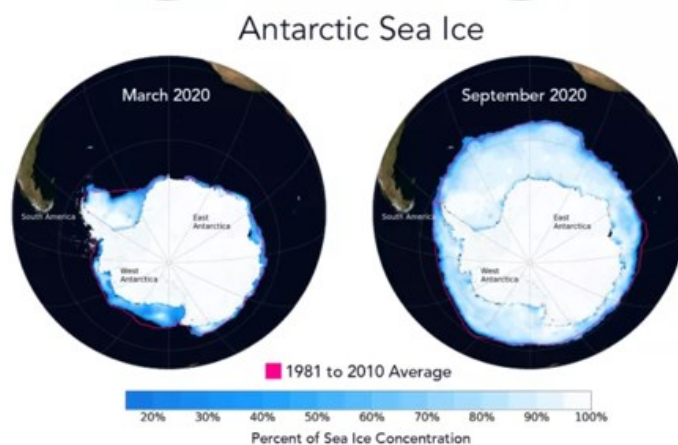 Antarctic Sea Ice
March 2020
South America
East
Antarctica
West
Antarctica
September 2020
South America
East
Antarctica
West
Antarctica
1981 to 2010 Average
20% 30% 40% 50% 60% 70% 80% 90% 100%
Percent of Sea Ice Concentration